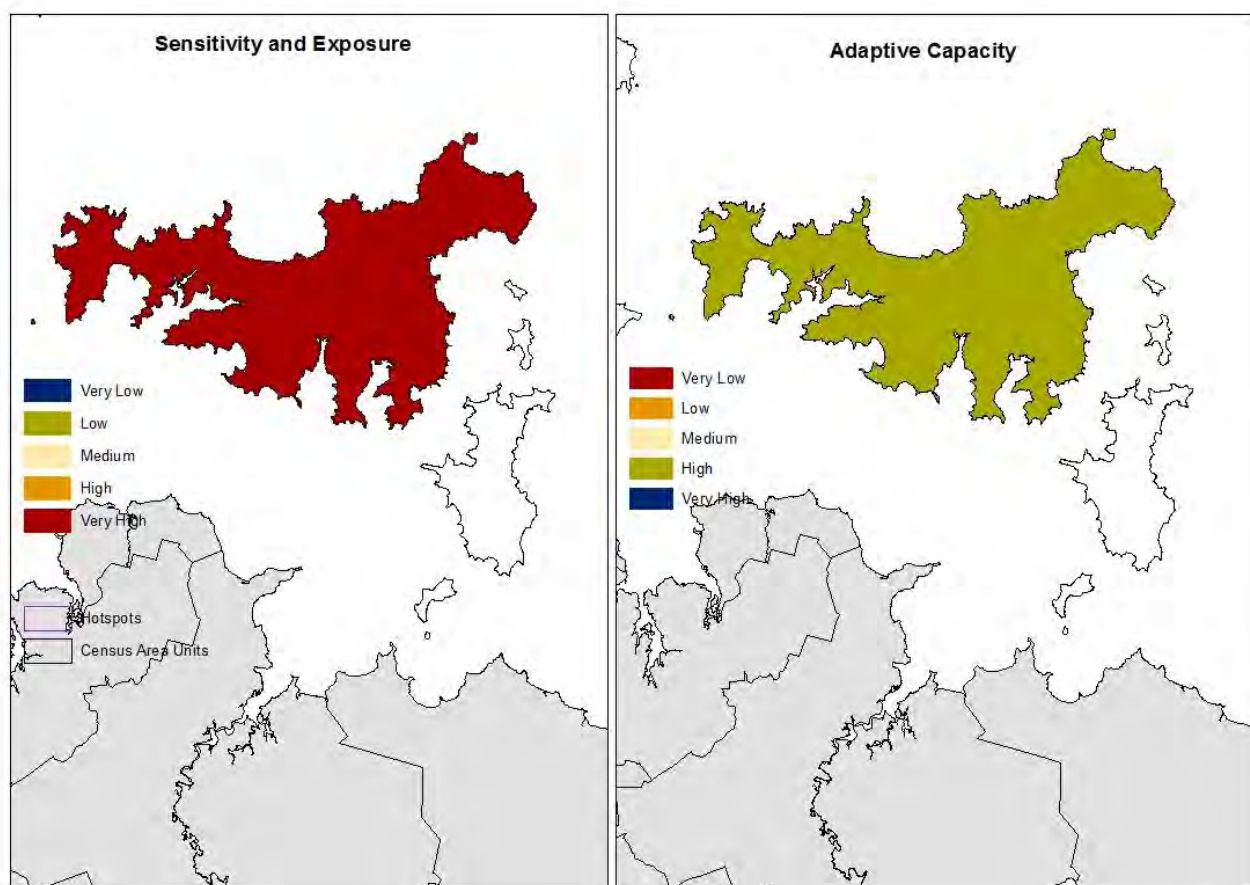 Sensitivity and Exposure
Very Low
Low
Medium
High
Very High
Hotspots
Census Area Units
Adaptive Capacity
Very Low
Low
Medium
High
Very High